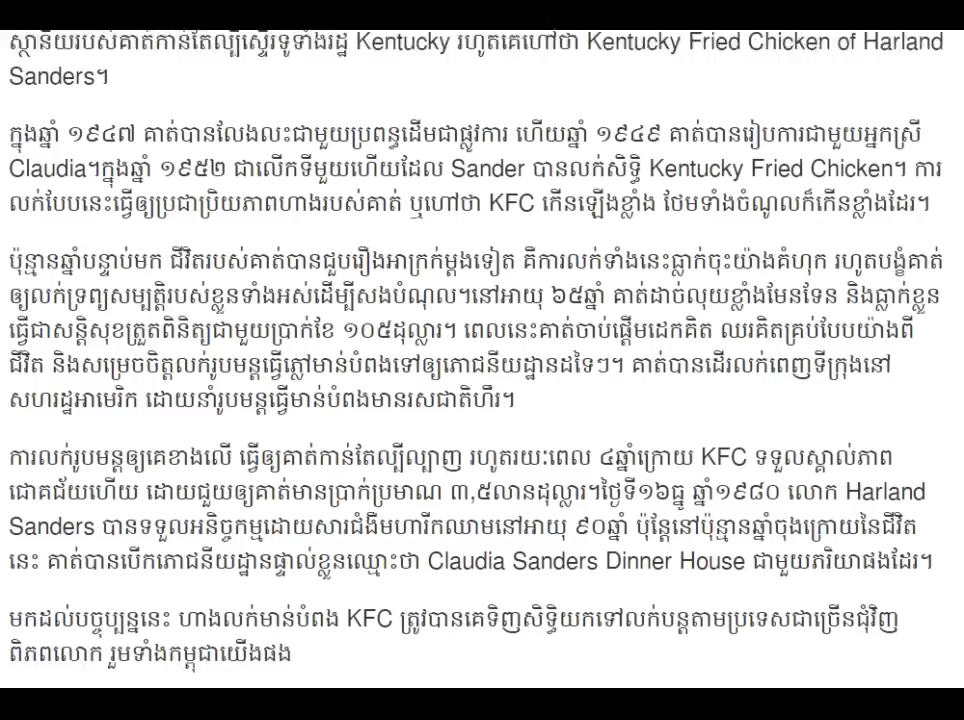 ស្ថានីយរបស់គាត់កាន់តែល្បីស្ទើរទូទាំងរដ្ឋ Kentucky រហូតគេហៅថា Kentucky Fried Chicken of Harland
Sanders។
ក្នុងឆ្នាំ ១៩៤៧ គាត់បានលែងលះជាមួយប្រពន្ធដើមជាផ្លូវការ ហើយឆ្នាំ ១៩៤៩ គាត់បានរៀបការជាមួយអ្នកស្រី
Claudia។ក្នុងឆ្នាំ ១៩៥២ ជាលើកទីមួយហើយដែល Sander បានលក់សិទ្ធិ Kentucky Fried Chicken។ ការ
លក់បែបនេះធ្វើឲ្យប្រជាប្រិយភាពហាងរបស់គាត់ ឬហៅថា KFC កើនឡើងខ្លាំង ថែមទាំងចំណូលក៏កើនខ្លាំងដែរ។
ប៉ុន្មានឆ្នាំបន្ទាប់មក ជីវិតរបស់គាត់បានជួបរឿងអាក្រក់ម្តងទៀត គឺការលក់ទាំងនេះធ្លាក់ចុះយ៉ាងគំហុក រហូតបង្ខំគាត់
ឲ្យលក់ទ្រព្យសម្បត្តិរបស់ខ្លួនទាំងអស់ដើម្បីសងបំណុល។នៅអាយុ ៦៥ឆ្នាំ គាត់ដាច់លុយខ្លាំងមែនទែន និងធ្លាក់ខ្លួន
ធ្វើជាសន្តិសុខត្រួតពិនិត្យជាមួយប្រាក់ខែ ១០៥ដុល្លារ។ ពេលនេះគាត់ចាប់ផ្តើមដេកគិត ឈរគិតគ្រប់បែបយ៉ាងពី
ជីវិត និងសម្រេចចិត្តលក់រូបមន្តធ្វើភ្លៅមាន់បំពងទៅឲ្យភោជនីយដ្ឋានដទៃៗ។ គាត់បានដើរលក់ពេញទីក្រុងនៅ
សហរដ្ឋអាមេរិក ដោយនាំរូបមន្តធ្វើមាន់បំពងមានរសជាតិហឹរ។
ការលក់រូបមន្តឲ្យគេខាងលើ ធ្វើឲ្យគាត់កាន់តែល្បីល្បាញ រហូតរយៈពេល ៤ឆ្នាំក្រោយ KFC ទទួលស្គាល់ភាព
ជោគជ័យហើយ ដោយជួយឲ្យគាត់មានប្រាក់ប្រមាណ ៣,៥លានដុល្លារ។ថ្ងៃទី១៦ធ្នូ ឆ្នាំ១៩៨០ លោក Harland
Sanders បានទទួលអនិច្ចកម្មដោយសារជំងឺមហារីកឈាមនៅអាយុ ៩០ឆ្នាំ ប៉ុន្តែនៅប៉ុន្មានឆ្នាំចុងក្រោយនៃជីវិត
នេះ គាត់បានបើកភោជនីយដ្ឋានផ្ទាល់ខ្លួនឈ្មោះថា Claudia Sanders Dinner House ជាមួយភរិយាផងដែរ។
មកដល់បច្ចុប្បន្ននេះ ហាងលក់មាន់បំពង KFC ត្រូវបានគេទិញសិទ្ធិយកទៅលក់បន្តតាមប្រទេសជាច្រើនជុំវិញ
ពិភពលោក រួមទាំងកម្ពុជាយើងផង